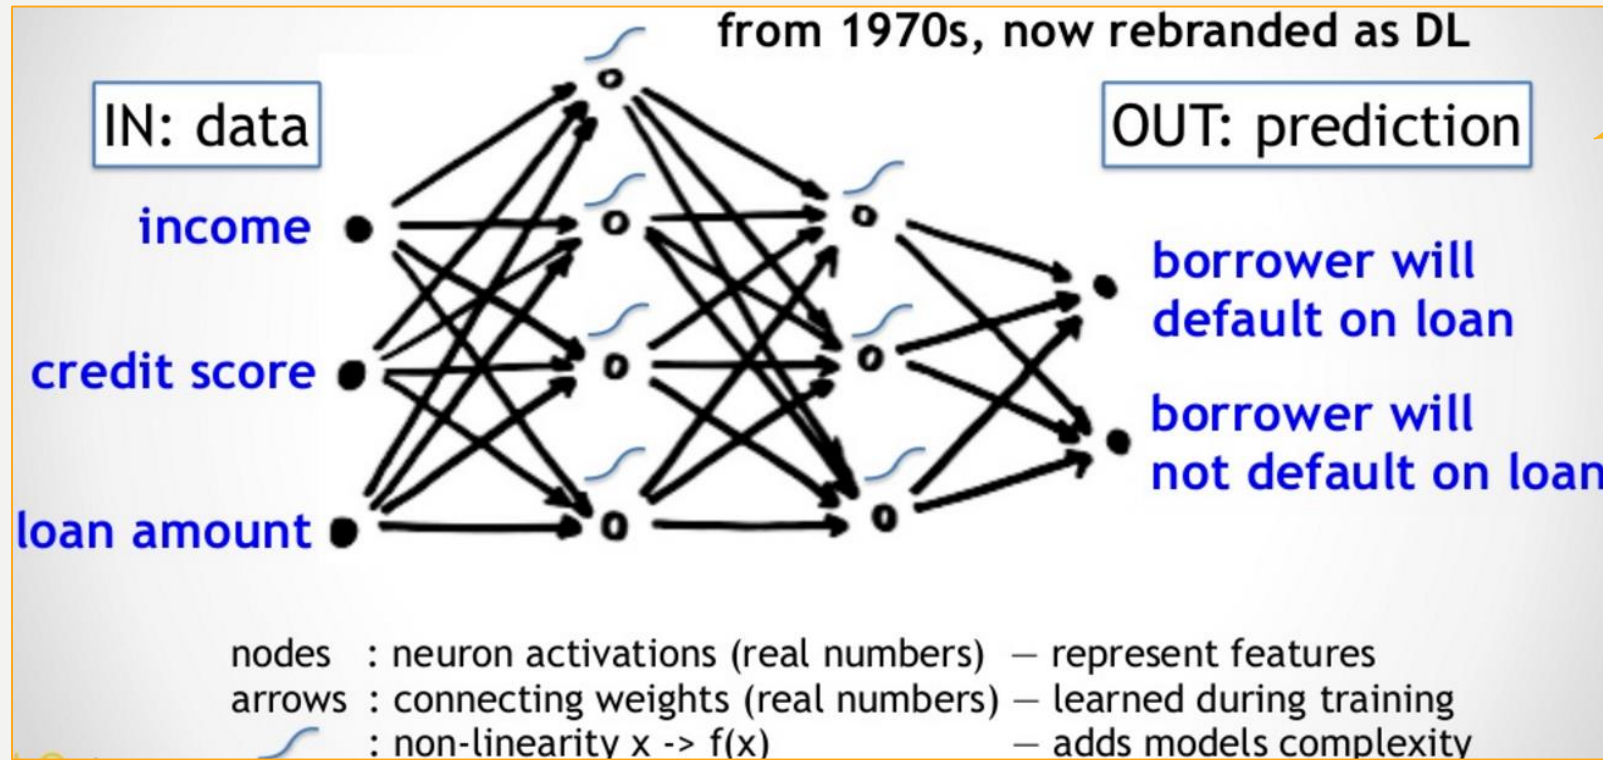 from 1970s, now rebranded as DL
IN: data
OUT: prediction
income
credit score
loan amount
borrower will
default on loan
borrower will
not default on loan
nodes : neuron activations (real numbers) — represent features
arrows : connecting weights (real numbers) — learned during training
: non-linearity x -> f(x) — adds models complexity